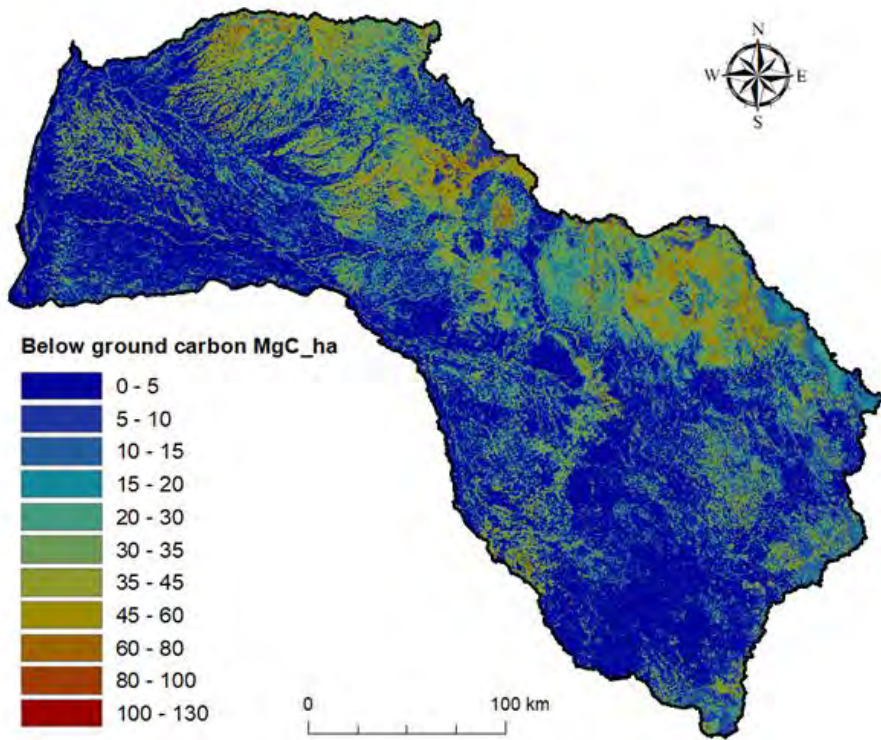 N
W E
S
Below ground carbon MgC_ha
0 - 5
5 - 10
10 - 15
15 - 20
20 - 30
30 - 35
35 - 45
45 - 60
60 - 80
80 - 100
100 - 130
0 100 km